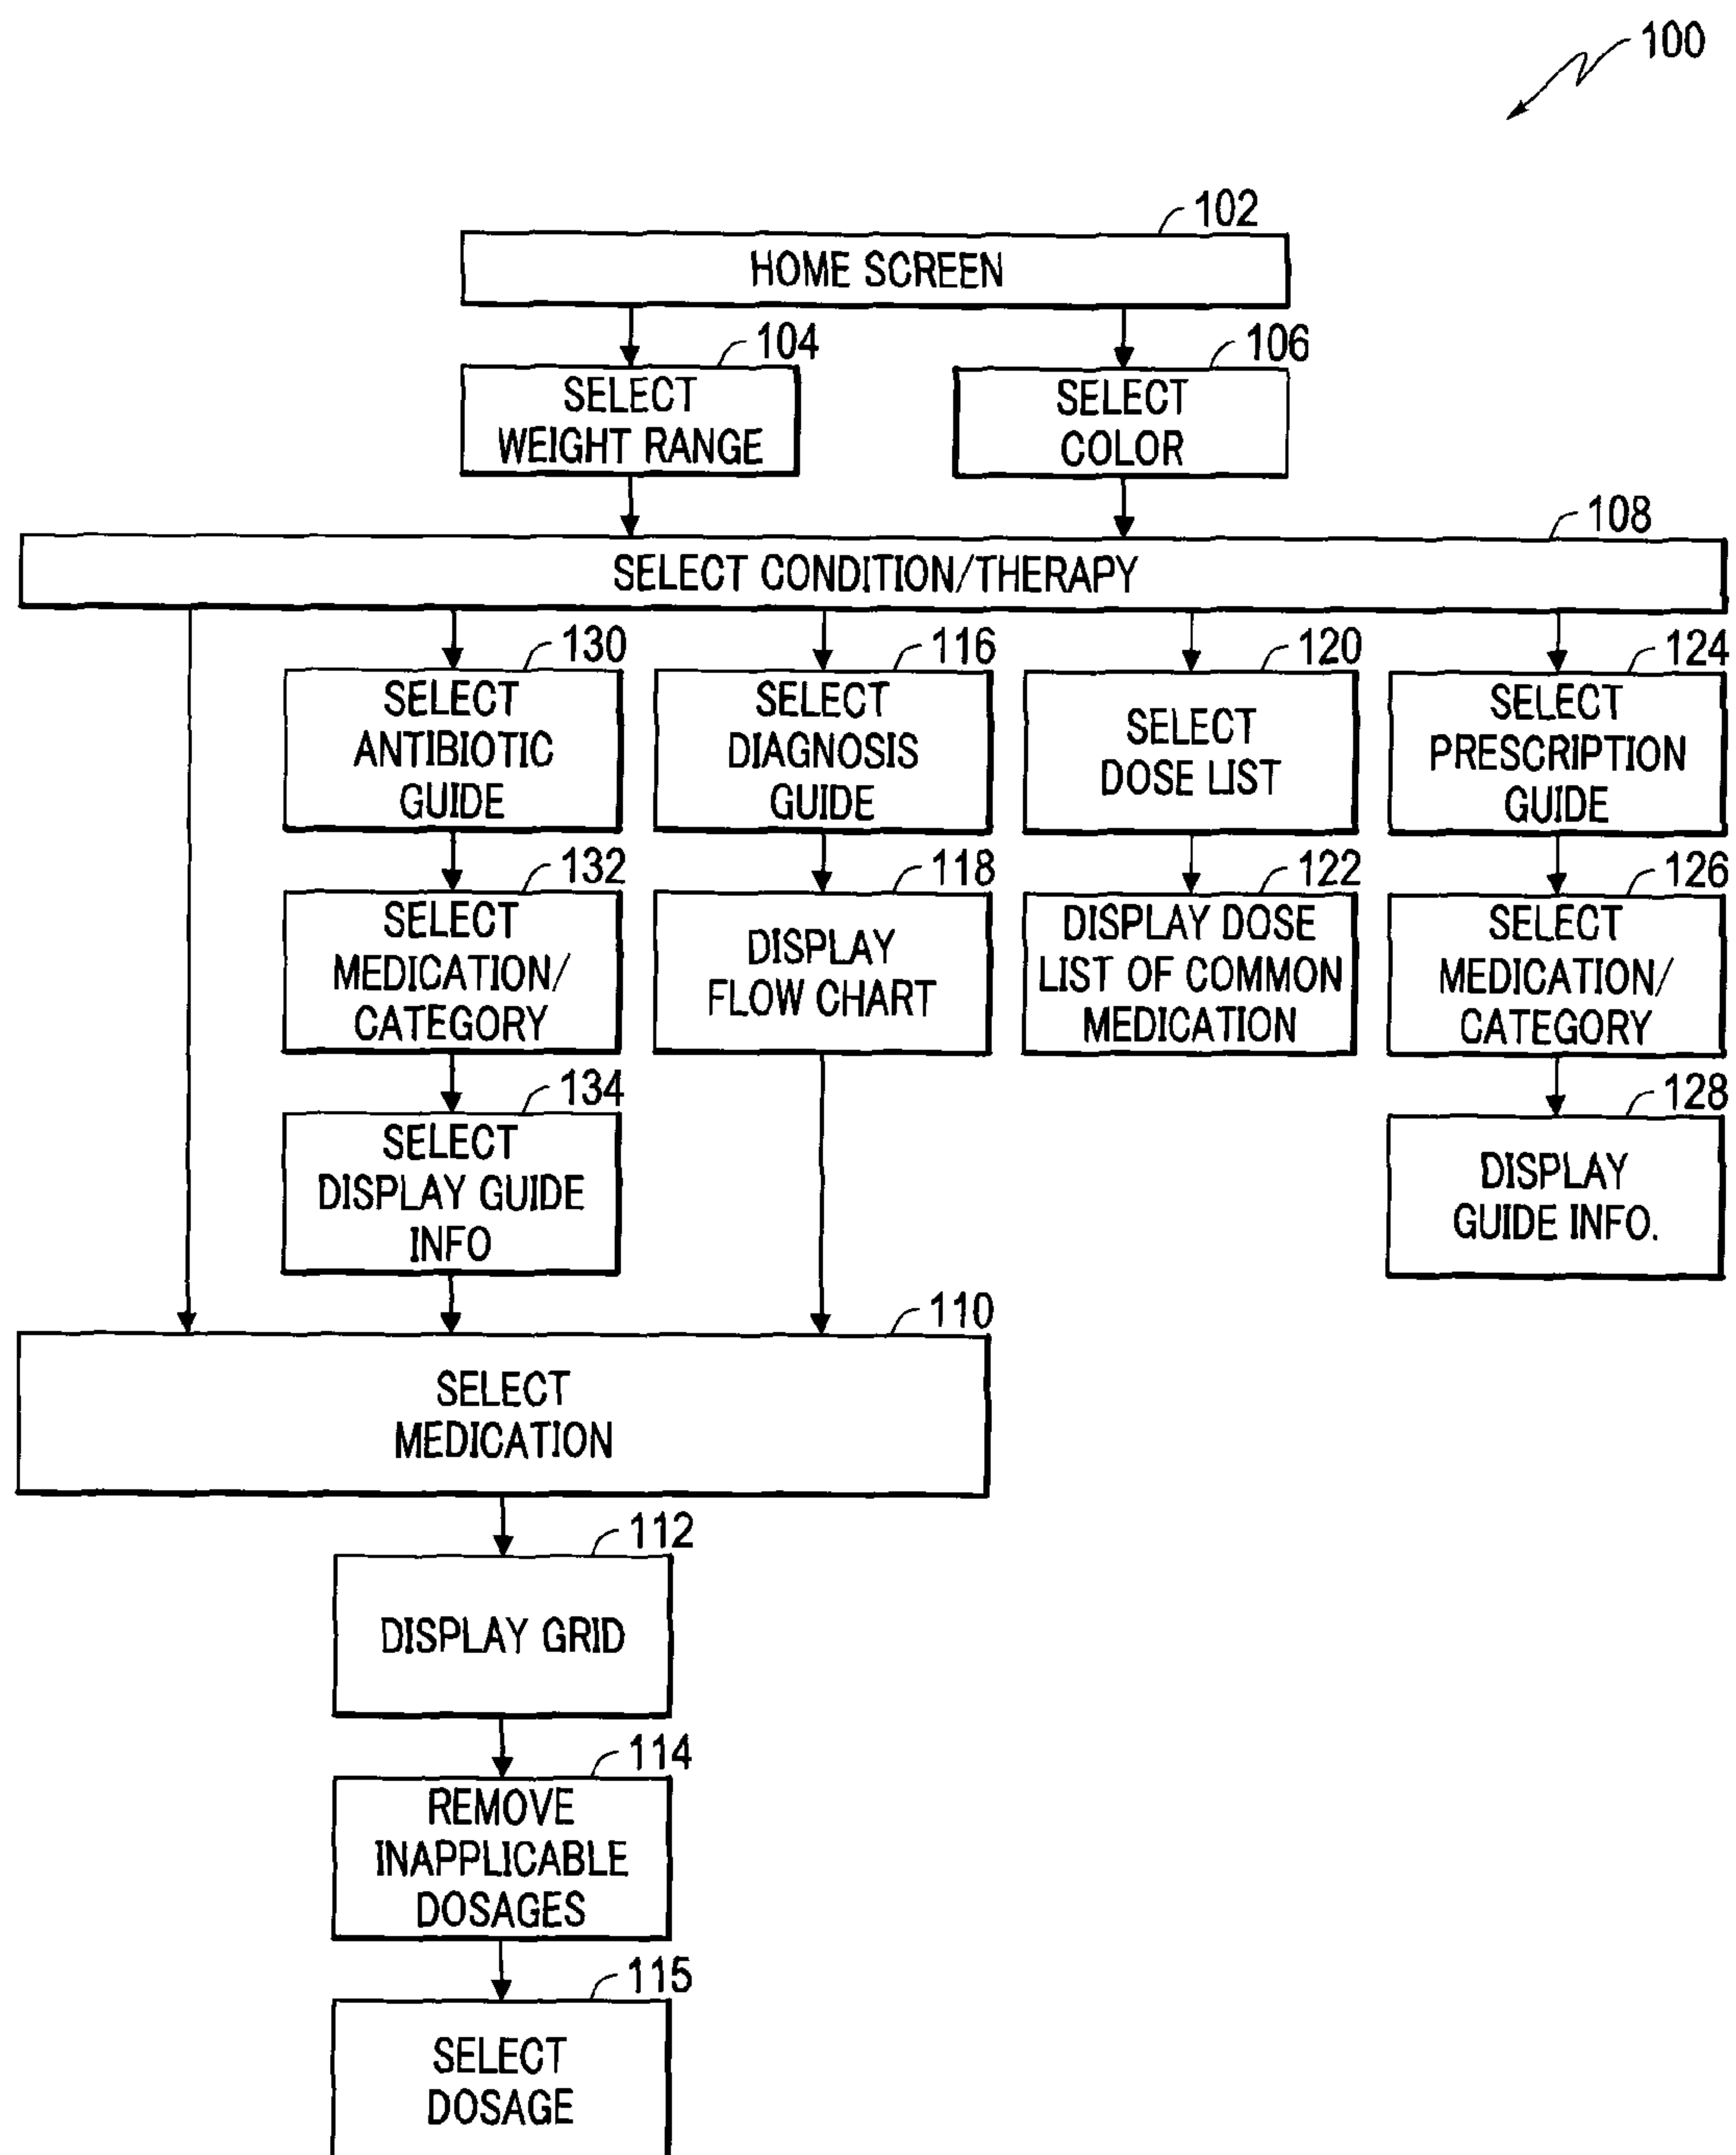 100
102
HOME SCREEN
104
SELECT
WEIGHT RANGE
106
SELECT
COLOR
108
SELECT CONDITION/THERAPY
130
SELECT
ANTIBIOTIC
GUIDE
116
SELECT
DIAGNOSIS
GUIDE
120
SELECT
DOSE LIST
124
SELECT
PRESCRIPTION
GUIDE
132
SELECT
MEDICATION/
CATEGORY
118
DISPLAY
FLOW CHART
122
DISPLAY DOSE
LIST OF COMMON
MEDICATION
126
SELECT
MEDICATION/
CATEGORY
134
SELECT
DISPLAY GUIDE
INFO
128
DISPLAY
GUIDE INFO.
110
SELECT
MEDICATION
112
DISPLAY GRID
114
REMOVE
INAPPLICABLE
DOSAGES
115
SELECT
DOSAGE